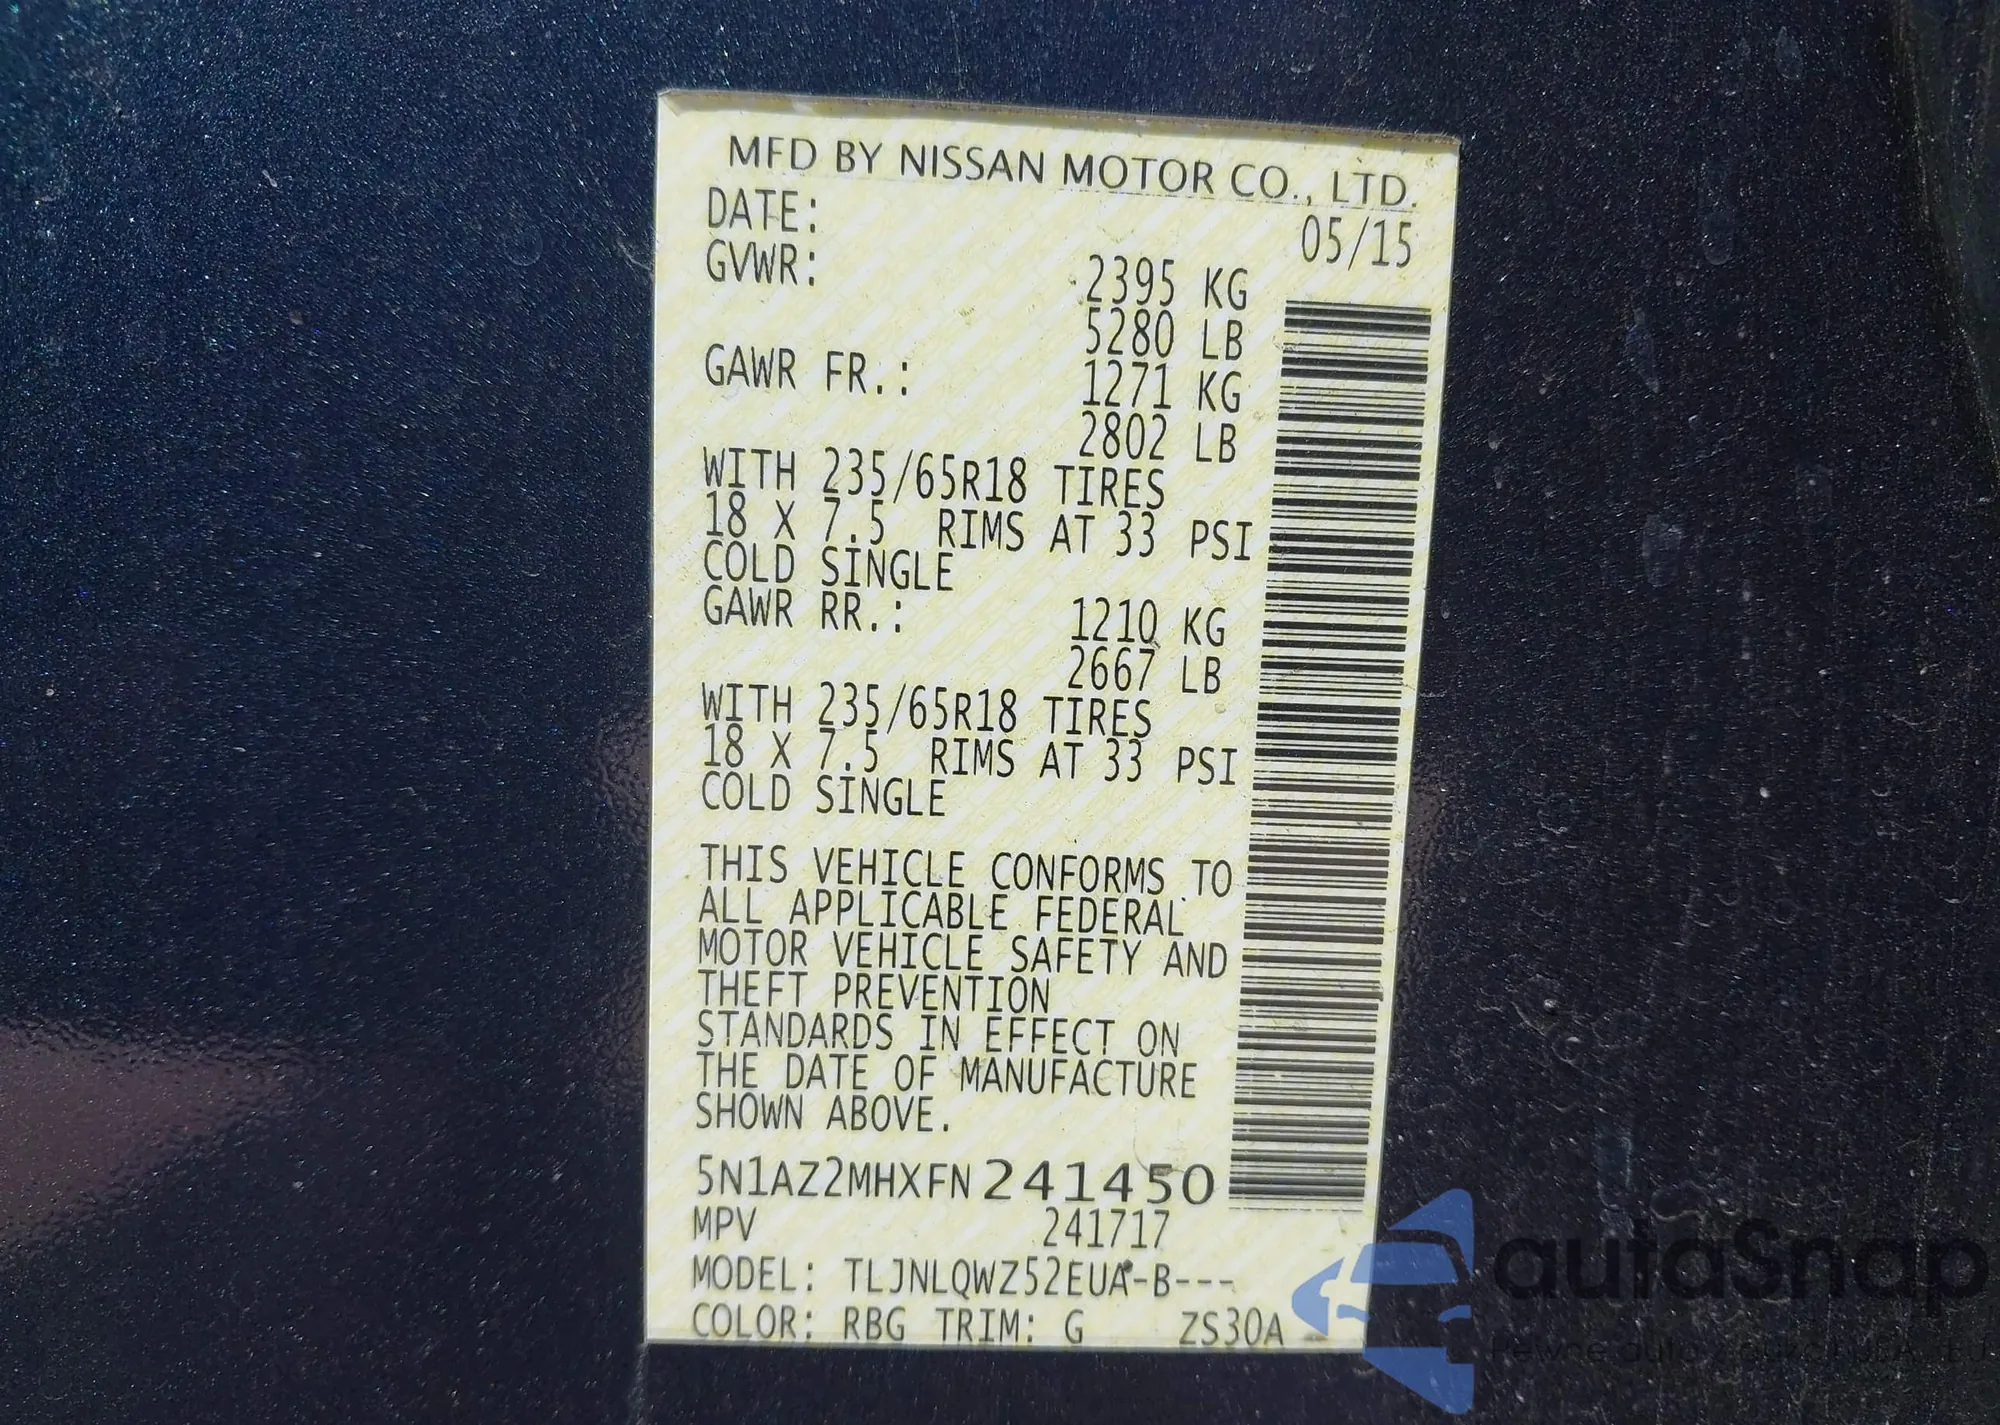 MFD BY NISSAN MOTOR CO., LTD.
DATE: 05/15
GVWR: 2395 KG
5280 LB
GAWR FR.: 1271 KG
2802 LB
WITH 235/65R18 TIRES
18 X 7.5 RIMS AT 33 PSI
COLD SINGLE
GAWR RR.: 1210 KG
2667 LB
WITH 235/65R18 TIRES
18 X 7.5 RIMS AT 33 PSI
COLD SINGLE
THIS VEHICLE CONFORMS TO
ALL APPLICABLE FEDERAL
MOTOR VEHICLE SAFETY AND
THEFT PREVENTION
STANDARDS IN EFFECT ON
THE DATE OF MANUFACTURE
SHOWN ABOVE.
5N1AZ2MHXFN241450
MPV 241717
MODEL: TLJNLQWZ52EUA-B---
COLOR: RBG TRIM: G ZS30A
autaSnap
Pewne auto z